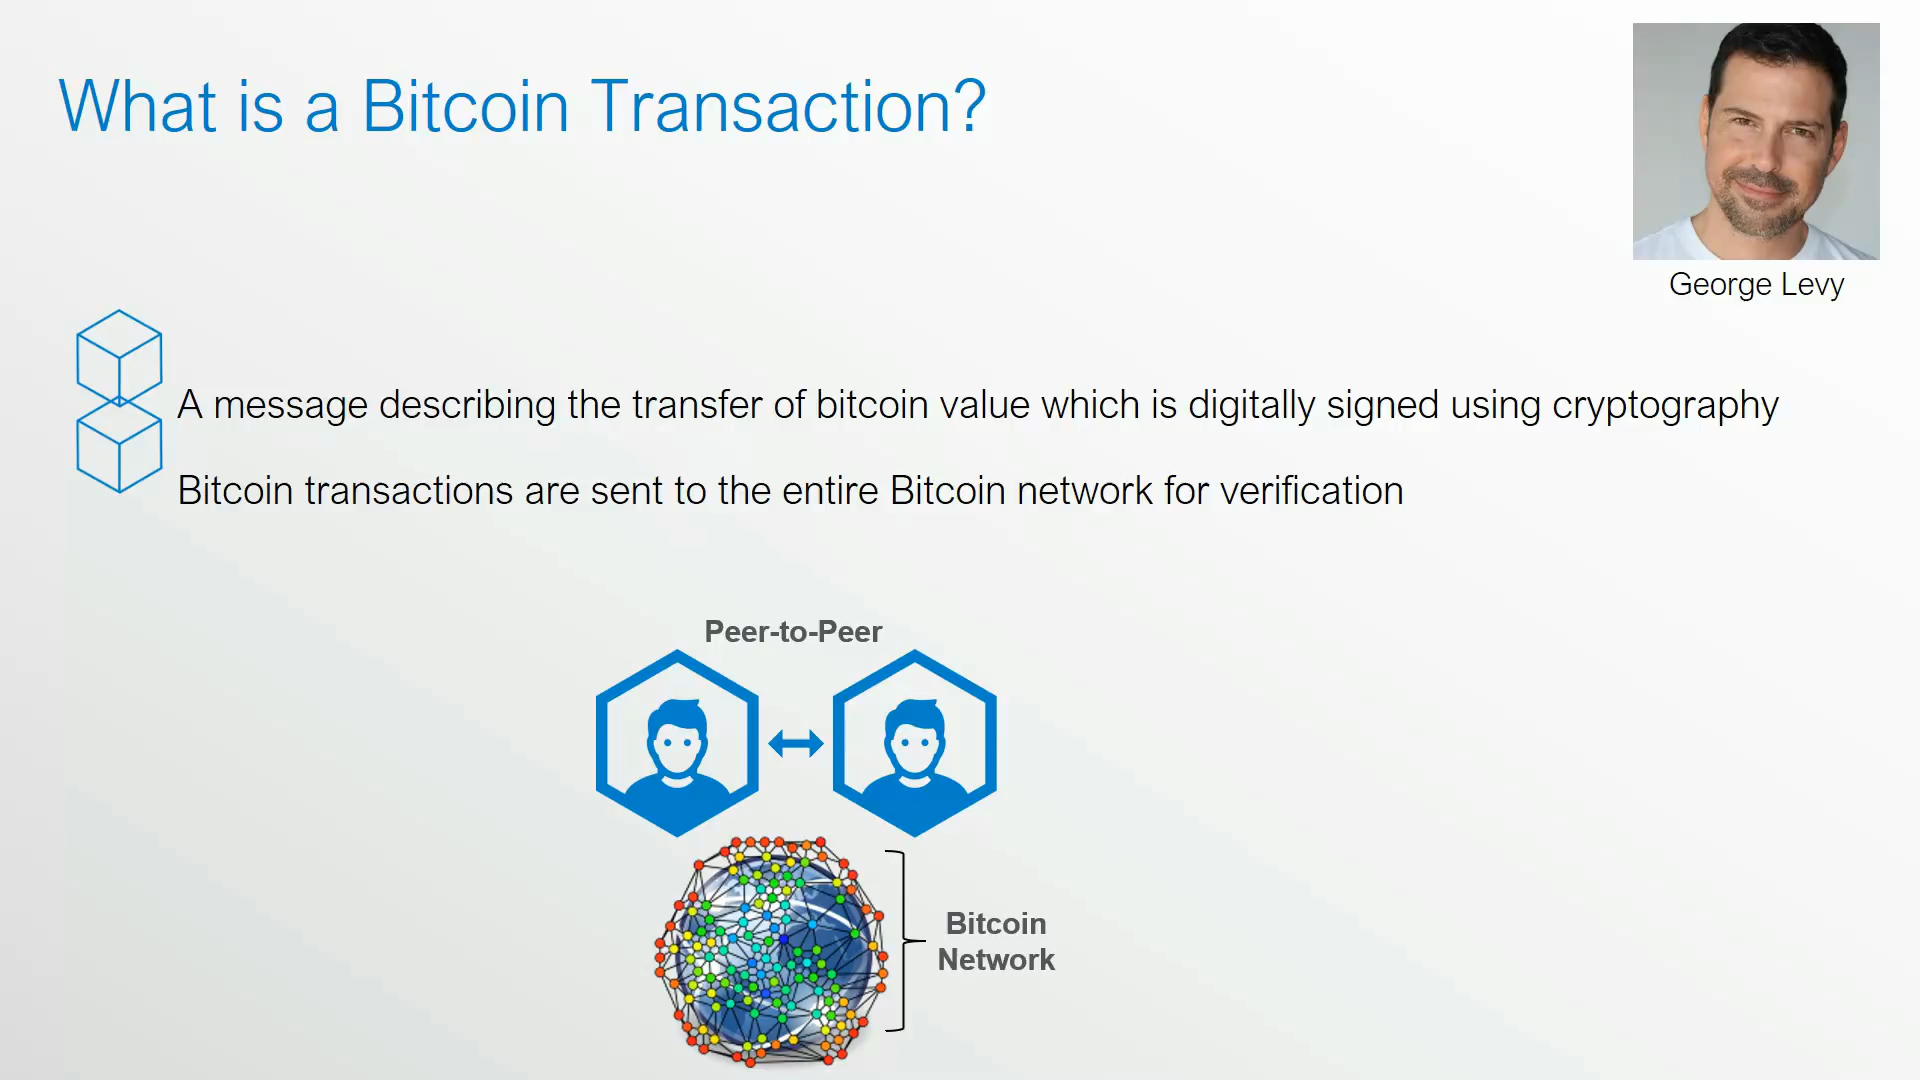 What is a Bitcoin Transaction?
George Levy
A message describing the transfer of bitcoin value which is digitally signed using cryptography
Bitcoin transactions are sent to the entire Bitcoin network for verification
Peer-to-Peer
Bitcoin
Network